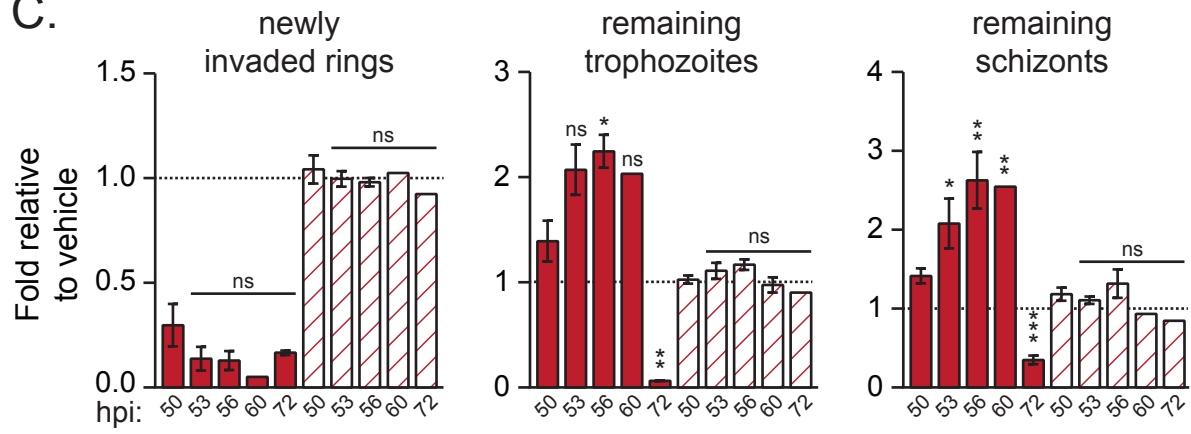 C.
newly
invaded rings
remaining
trophozoites
remaining
schizonts
Fold relative
to vehicle
1.5
1.0
0.5
0.0
ns
ns
hpi:
50 53 56 60 72 50 53 56 60 72
3
2
1
0
ns * ns
**
ns
50 53 56 60 72 50 53 56 60 72
4
3
2
1
0
* ** **
***
ns
50 53 56 60 72 50 53 56 60 72